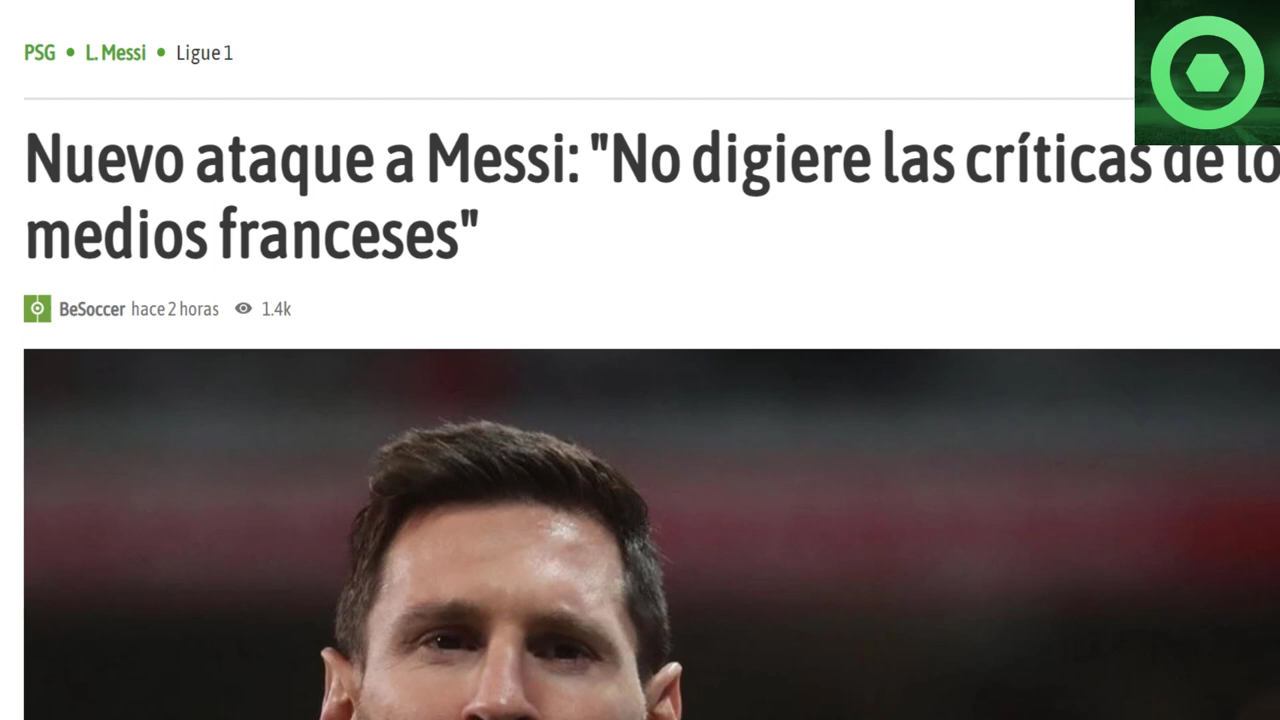 PSG • L. Messi • Ligue 1
Nuevo ataque a Messi: "No digiere las críticas de lo
medios franceses"
BeSoccer hace 2 horas 1.4k